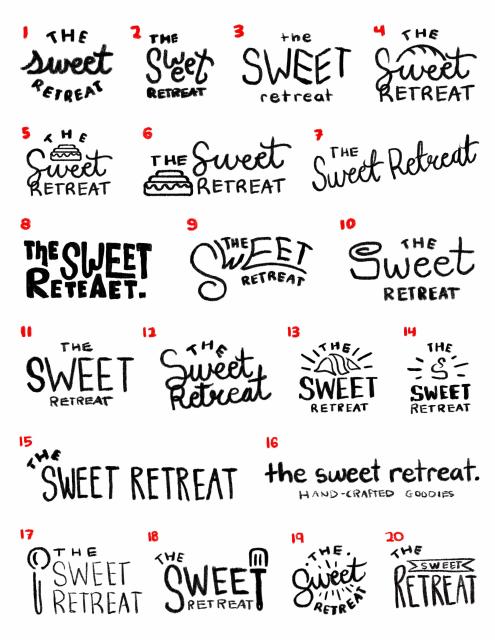 1
THE
sweet
RETREAT
2
THE
Sweet
RETREAT
3
the
SWEET
retreat
4
THE
Sweet
RETREAT
5
THE
Sweet
RETREAT
6
THE Sweet
RETREAT
7
THE
Sweet Retreat
8
The SWEET
ReTEAET.
9
THE
SWEET
RETREAT
10
THE
Sweet
RETREAT
11
THE
SWEET
RETREAT
12
THE
Sweet
Retreat
13
THE
SWEET
RETREAT
14
THE
S
SWEET
RETREAT
15
THE
SWEET RETREAT
16
the sweet retreat.
HAND-CRAFTED GOODIES
17
THE
SWEET
RETREAT
18
THE
SWEET
RETREAT
19
THE
Sweet
RETREAT
20
THE
SWEET
RETREAT